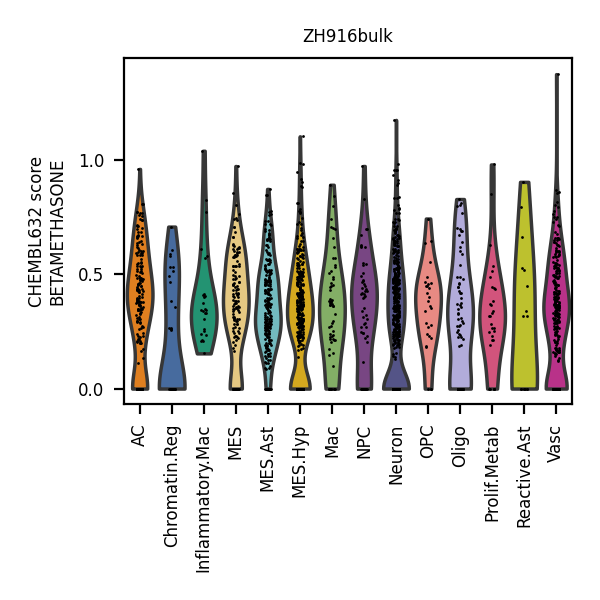 ZH916bulk
CHEMBL632 score
BETAMETHASONE
1.0
0.5
0.0
AC
Chromatin.Reg
Inflammatory.Mac
MES
MES.Ast
MES.Hyp
Mac
NPC
Neuron
OPC
Oligo
Prolif.Metab
Reactive.Ast
Vasc